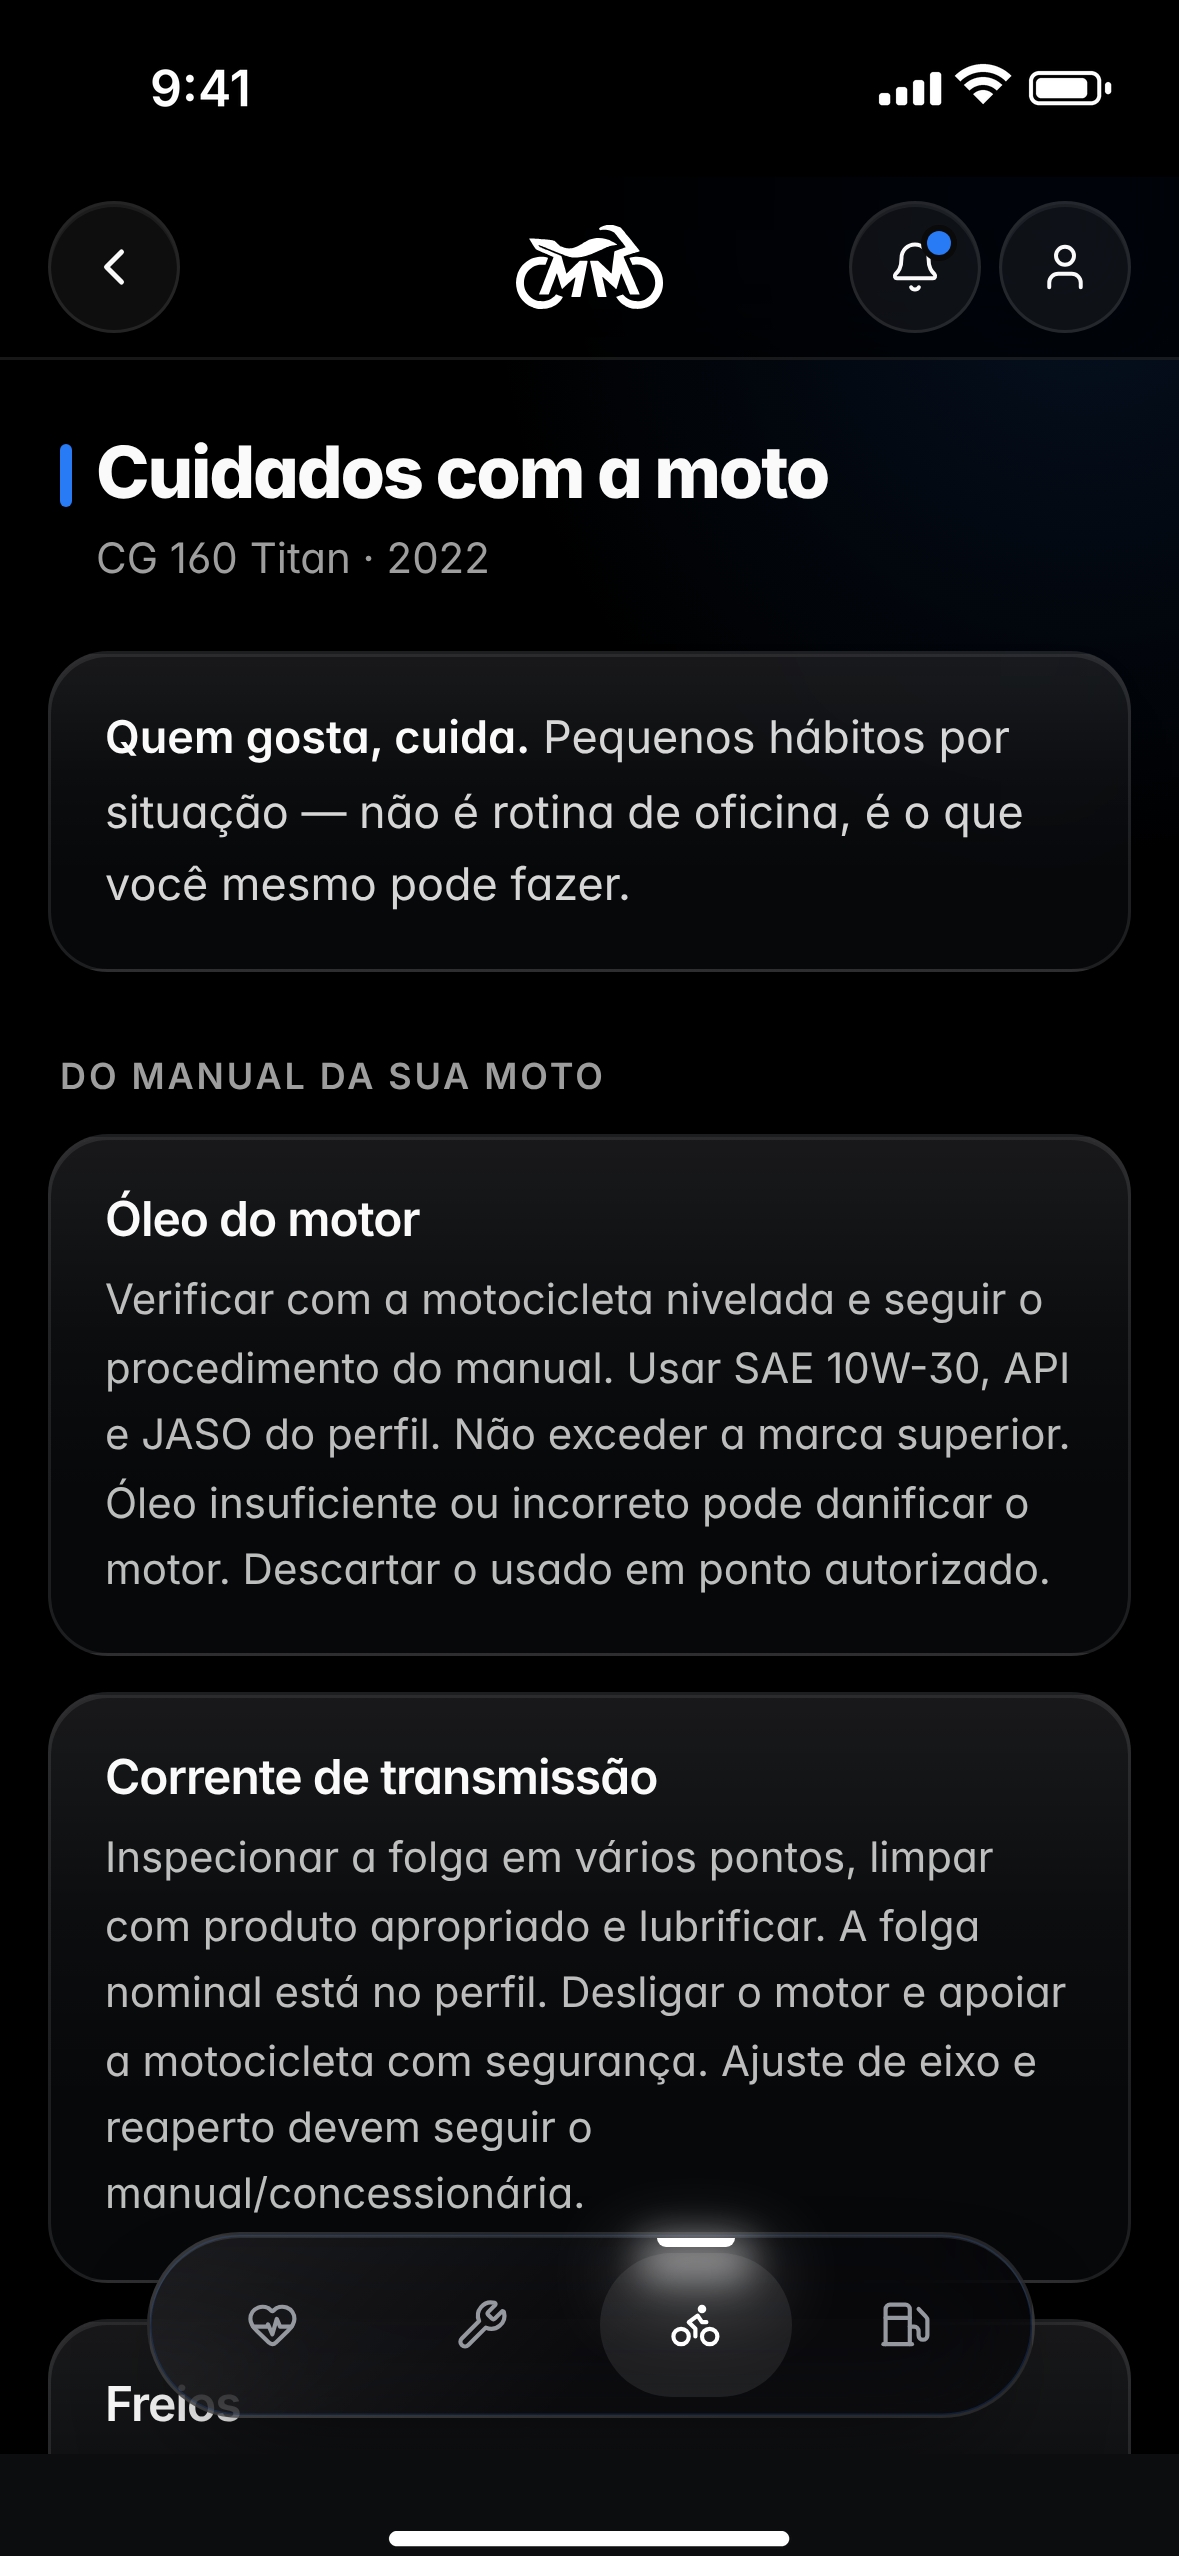 9:41
MM
Cuidados com a moto
CG 160 Titan · 2022
Quem gosta, cuida. Pequenos hábitos por
situação — não é rotina de oficina, é o que
você mesmo pode fazer.
DO MANUAL DA SUA MOTO
Óleo do motor
Verificar com a motocicleta nivelada e seguir o
procedimento do manual. Usar SAE 10W-30, API
e JASO do perfil. Não exceder a marca superior.
Óleo insuficiente ou incorreto pode danificar o
motor. Descartar o usado em ponto autorizado.
Corrente de transmissão
Inspecionar a folga em vários pontos, limpar
com produto apropriado e lubrificar. A folga
nominal está no perfil. Desligar o motor e apoiar
a motocicleta com segurança. Ajuste de eixo e
reaperto devem seguir o
manual/concessionária.
Freios